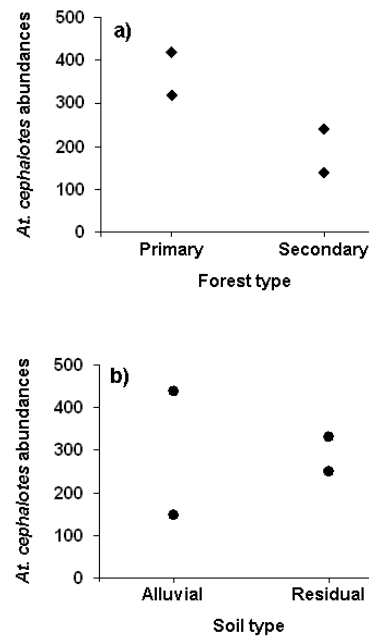 a)
At. cephalotes abundances
500
400
300
200
100
0
Primary Secondary
Forest type
b)
At. cephalotes abundances
500
400
300
200
100
0
Alluvial Residual
Soil type